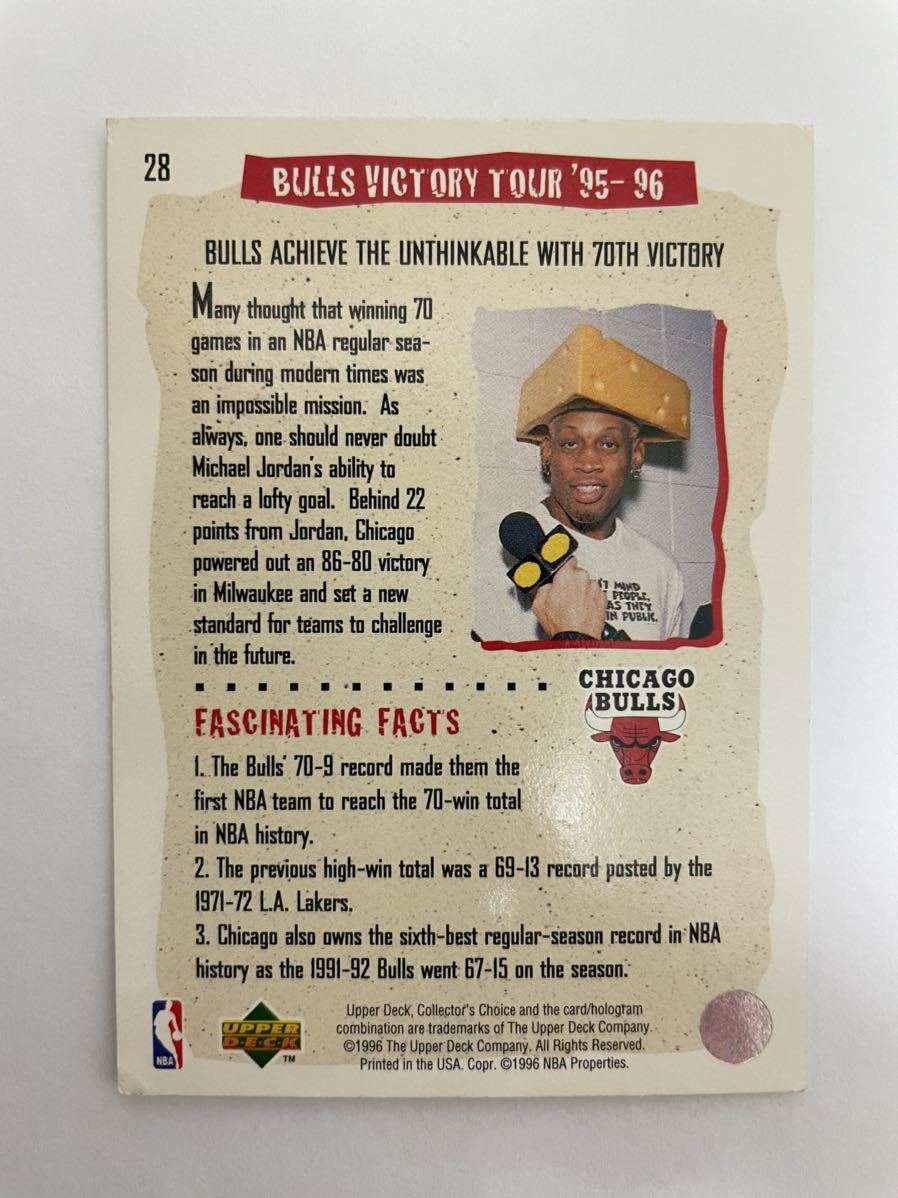 28
BULLS VICTORY TOUR '95-96
BULLS ACHIEVE THE UNTHINKABLE WITH 70TH VICTORY
Many thought that winning 70
games in an NBA regular sea-
son during modern times was
an impossible mission. As
always, one should never doubt
Michael Jordan's ability to
reach a lofty goal. Behind 22
points from Jordan, Chicago
powered out an 86-80 victory
in Milwaukee and set a new
standard for teams to challenge
in the future.
MIND
PEOPLE,
AS THEY
IN PUBLIC.
CHICAGO
BULLS
FASCINATING FACTS
1. The Bulls' 70-9 record made them the
first NBA team to reach the 70-win total
in NBA history.
2. The previous high-win total was a 69-13 record posted by the
1971-72 L.A. Lakers.
3. Chicago also owns the sixth-best regular-season record in NBA
history as the 1991-92 Bulls went 67-15 on the season.
NBA
UPPER
DECK
TM
Upper Deck, Collector's Choice and the card/hologram
combination are trademarks of The Upper Deck Company.
©1996 The Upper Deck Company. All Rights Reserved.
Printed in the USA. Copr. ©1996 NBA Properties.